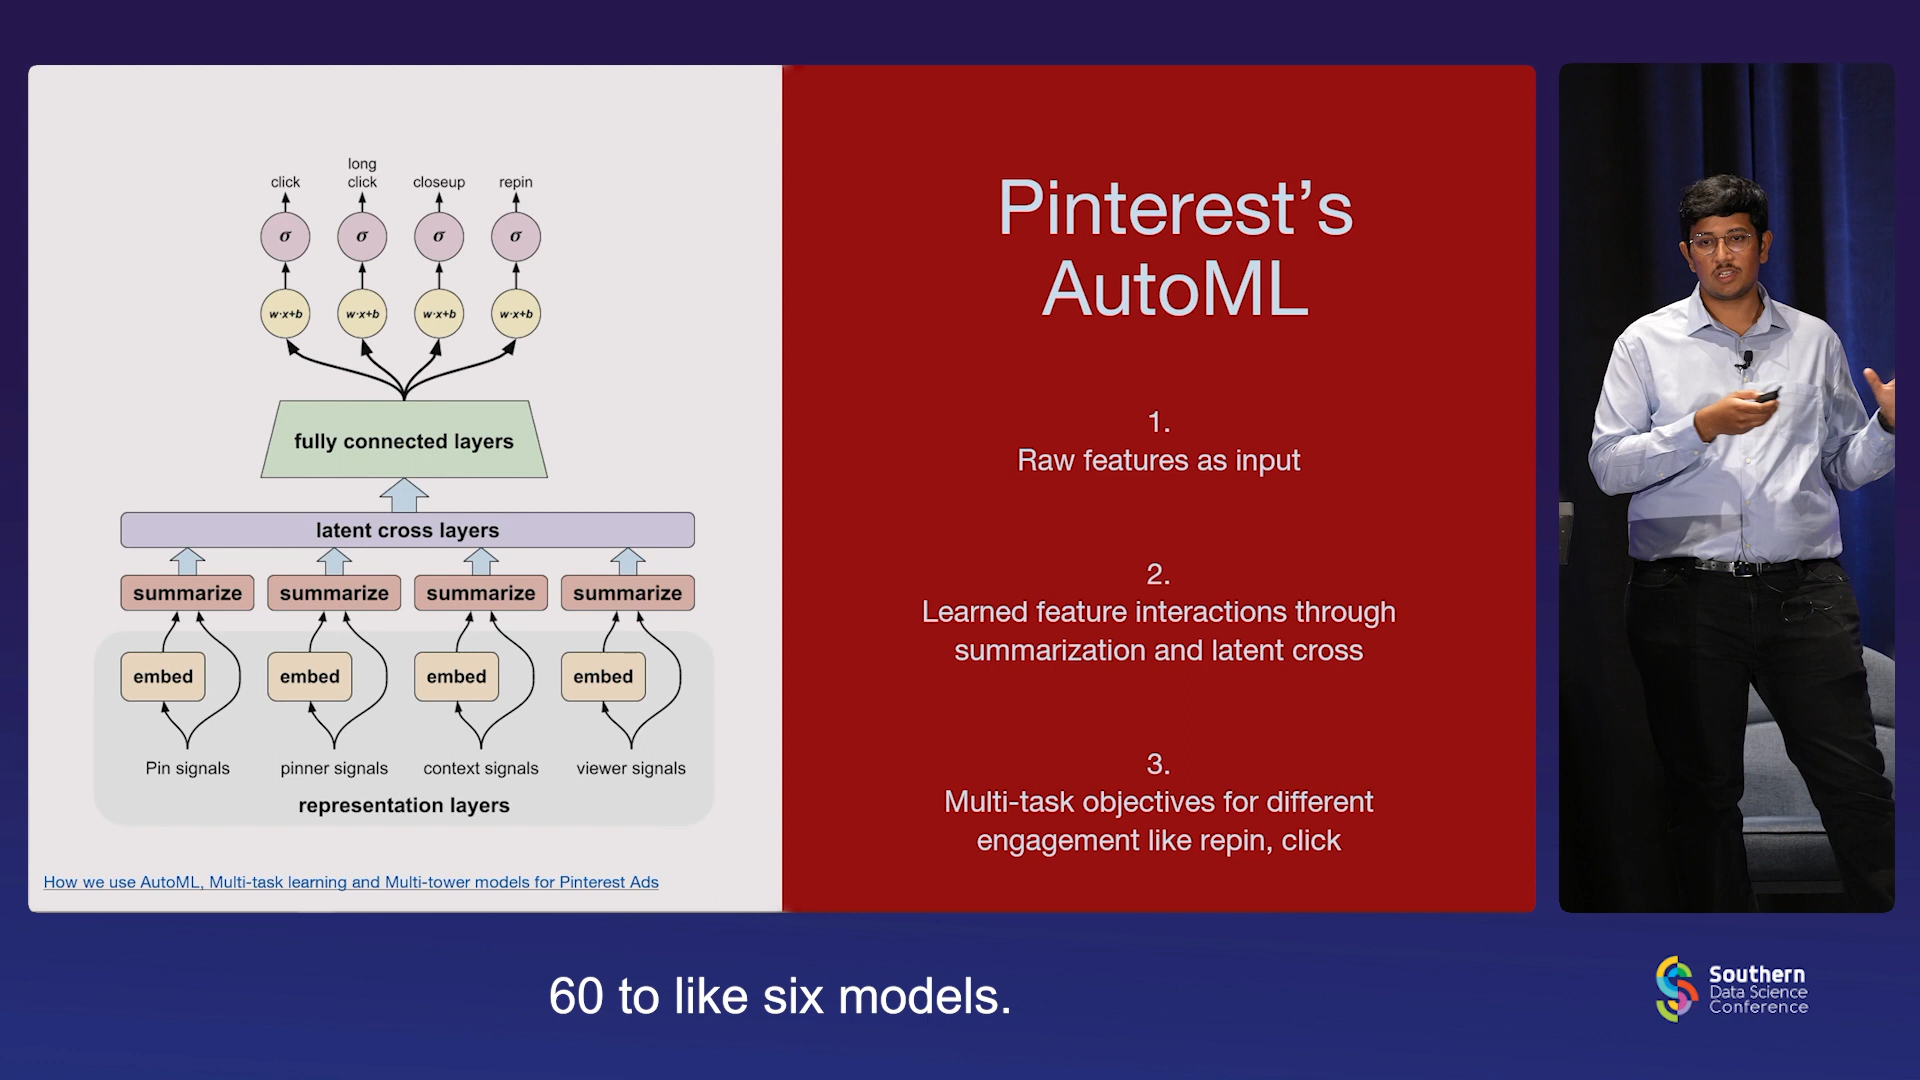 long
click click closeup repin
σ σ σ σ
w·x+b w·x+b w·x+b w·x+b
fully connected layers
latent cross layers
summarize summarize summarize summarize
embed embed embed embed
Pin signals pinner signals context signals viewer signals
representation layers
How we use AutoML, Multi-task learning and Multi-tower models for Pinterest Ads
Pinterest's
AutoML
1.
Raw features as input
2.
Learned feature interactions through
summarization and latent cross
3.
Multi-task objectives for different
engagement like repin, click
60 to like six models.
Southern
Data Science
Conference